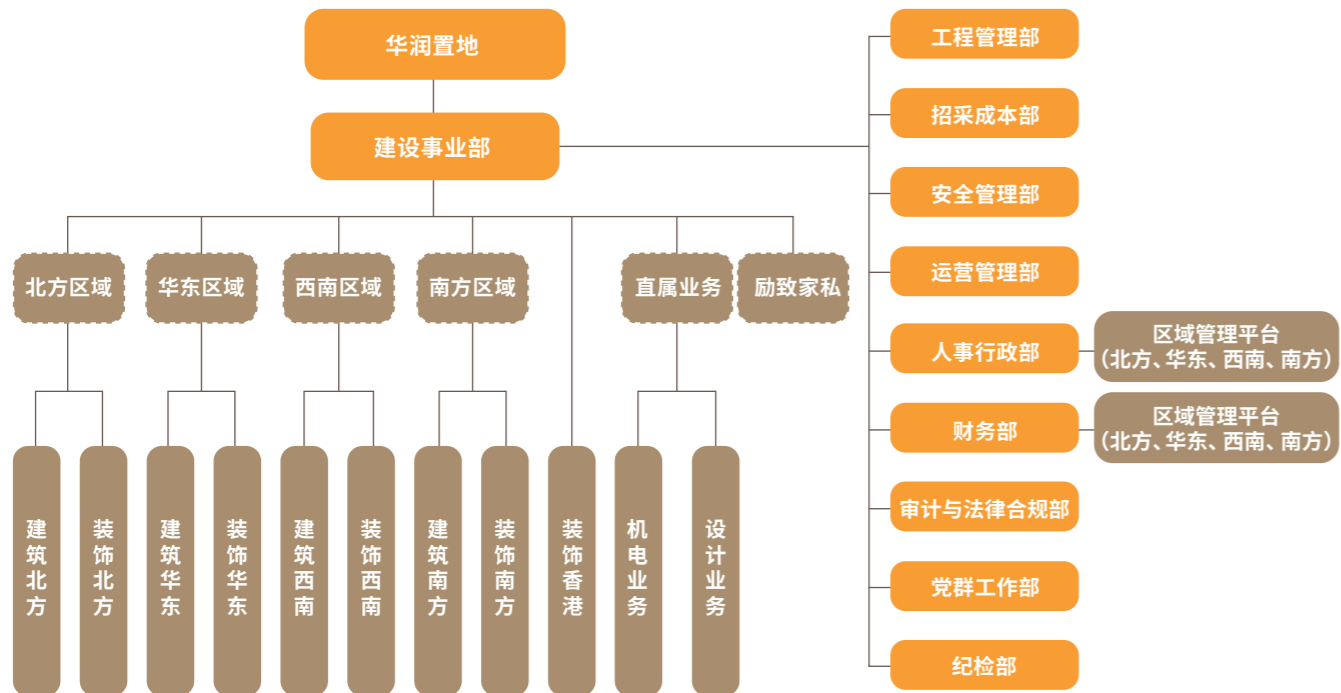 华润置地
建设事业部
北方区域
华东区域
西南区域
南方区域
直属业务
励致家私
建筑北方
装饰北方
建筑华东
装饰华东
建筑西南
装饰西南
建筑南方
装饰南方
装饰香港
机电业务
设计业务
工程管理部
招采成本部
安全管理部
运营管理部
人事行政部
区域管理平台
（北方、华东、西南、南方）
财务部
区域管理平台
（北方、华东、西南、南方）
审计与法律合规部
党群工作部
纪检部